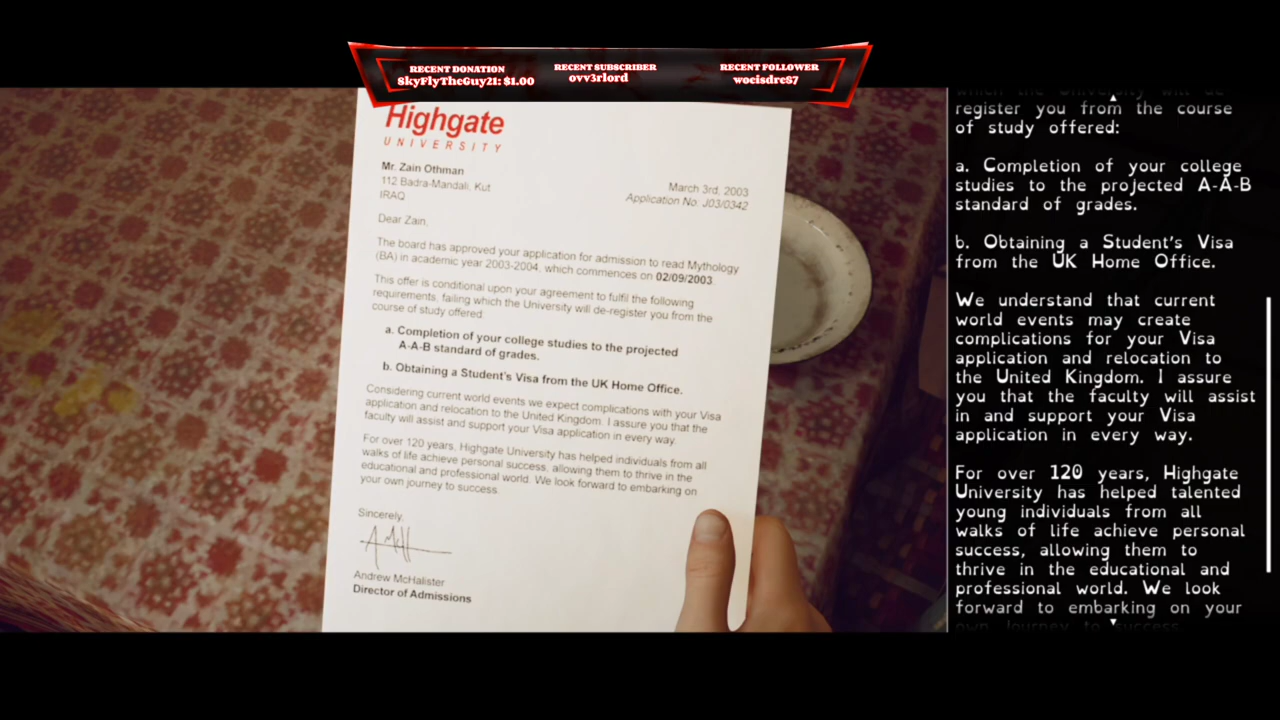 RECENT DONATION
SkyFlyTheGuy21: $1.00
RECENT SUBSCRIBER
ovv3rlord
RECENT FOLLOWER
woeisdre87
Highgate
UNIVERSITY
Mr. Zain Othman
112 Badra-Mandali, Kut
IRAQ
March 3rd, 2003
Application No. J03/0342
Dear Zain,
The board has approved your application for admission to read Mythology
(BA) in academic year 2003-2004, which commences on 02/09/2003.
This offer is conditional upon your agreement to fulfil the following
requirements, failing which the University will de-register you from the
course of study offered:
a. Completion of your college studies to the projected
A-A-B standard of grades.
b. Obtaining a Student's Visa from the UK Home Office.
Considering current world events we expect complications with your Visa
application and relocation to the United Kingdom. I assure you that the
faculty will assist and support your Visa application in every way.
For over 120 years, Highgate University has helped individuals from all
walks of life achieve personal success, allowing them to thrive in the
educational and professional world. We look forward to embarking on
your own journey to success.
Sincerely,
Andrew McHalister
Director of Admissions
which the University will de-
register you from the course
of study offered:
a. Completion of your college
studies to the projected A-A-B
standard of grades.
b. Obtaining a Student's Visa
from the UK Home Office.
We understand that current
world events may create
complications for your Visa
application and relocation to
the United Kingdom. I assure
you that the faculty will assist
in and support your Visa
application in every way.
For over 120 years, Highgate
University has helped talented
young individuals from all
walks of life achieve personal
success, allowing them to
thrive in the educational and
professional world. We look
forward to embarking on your
own journey to success.